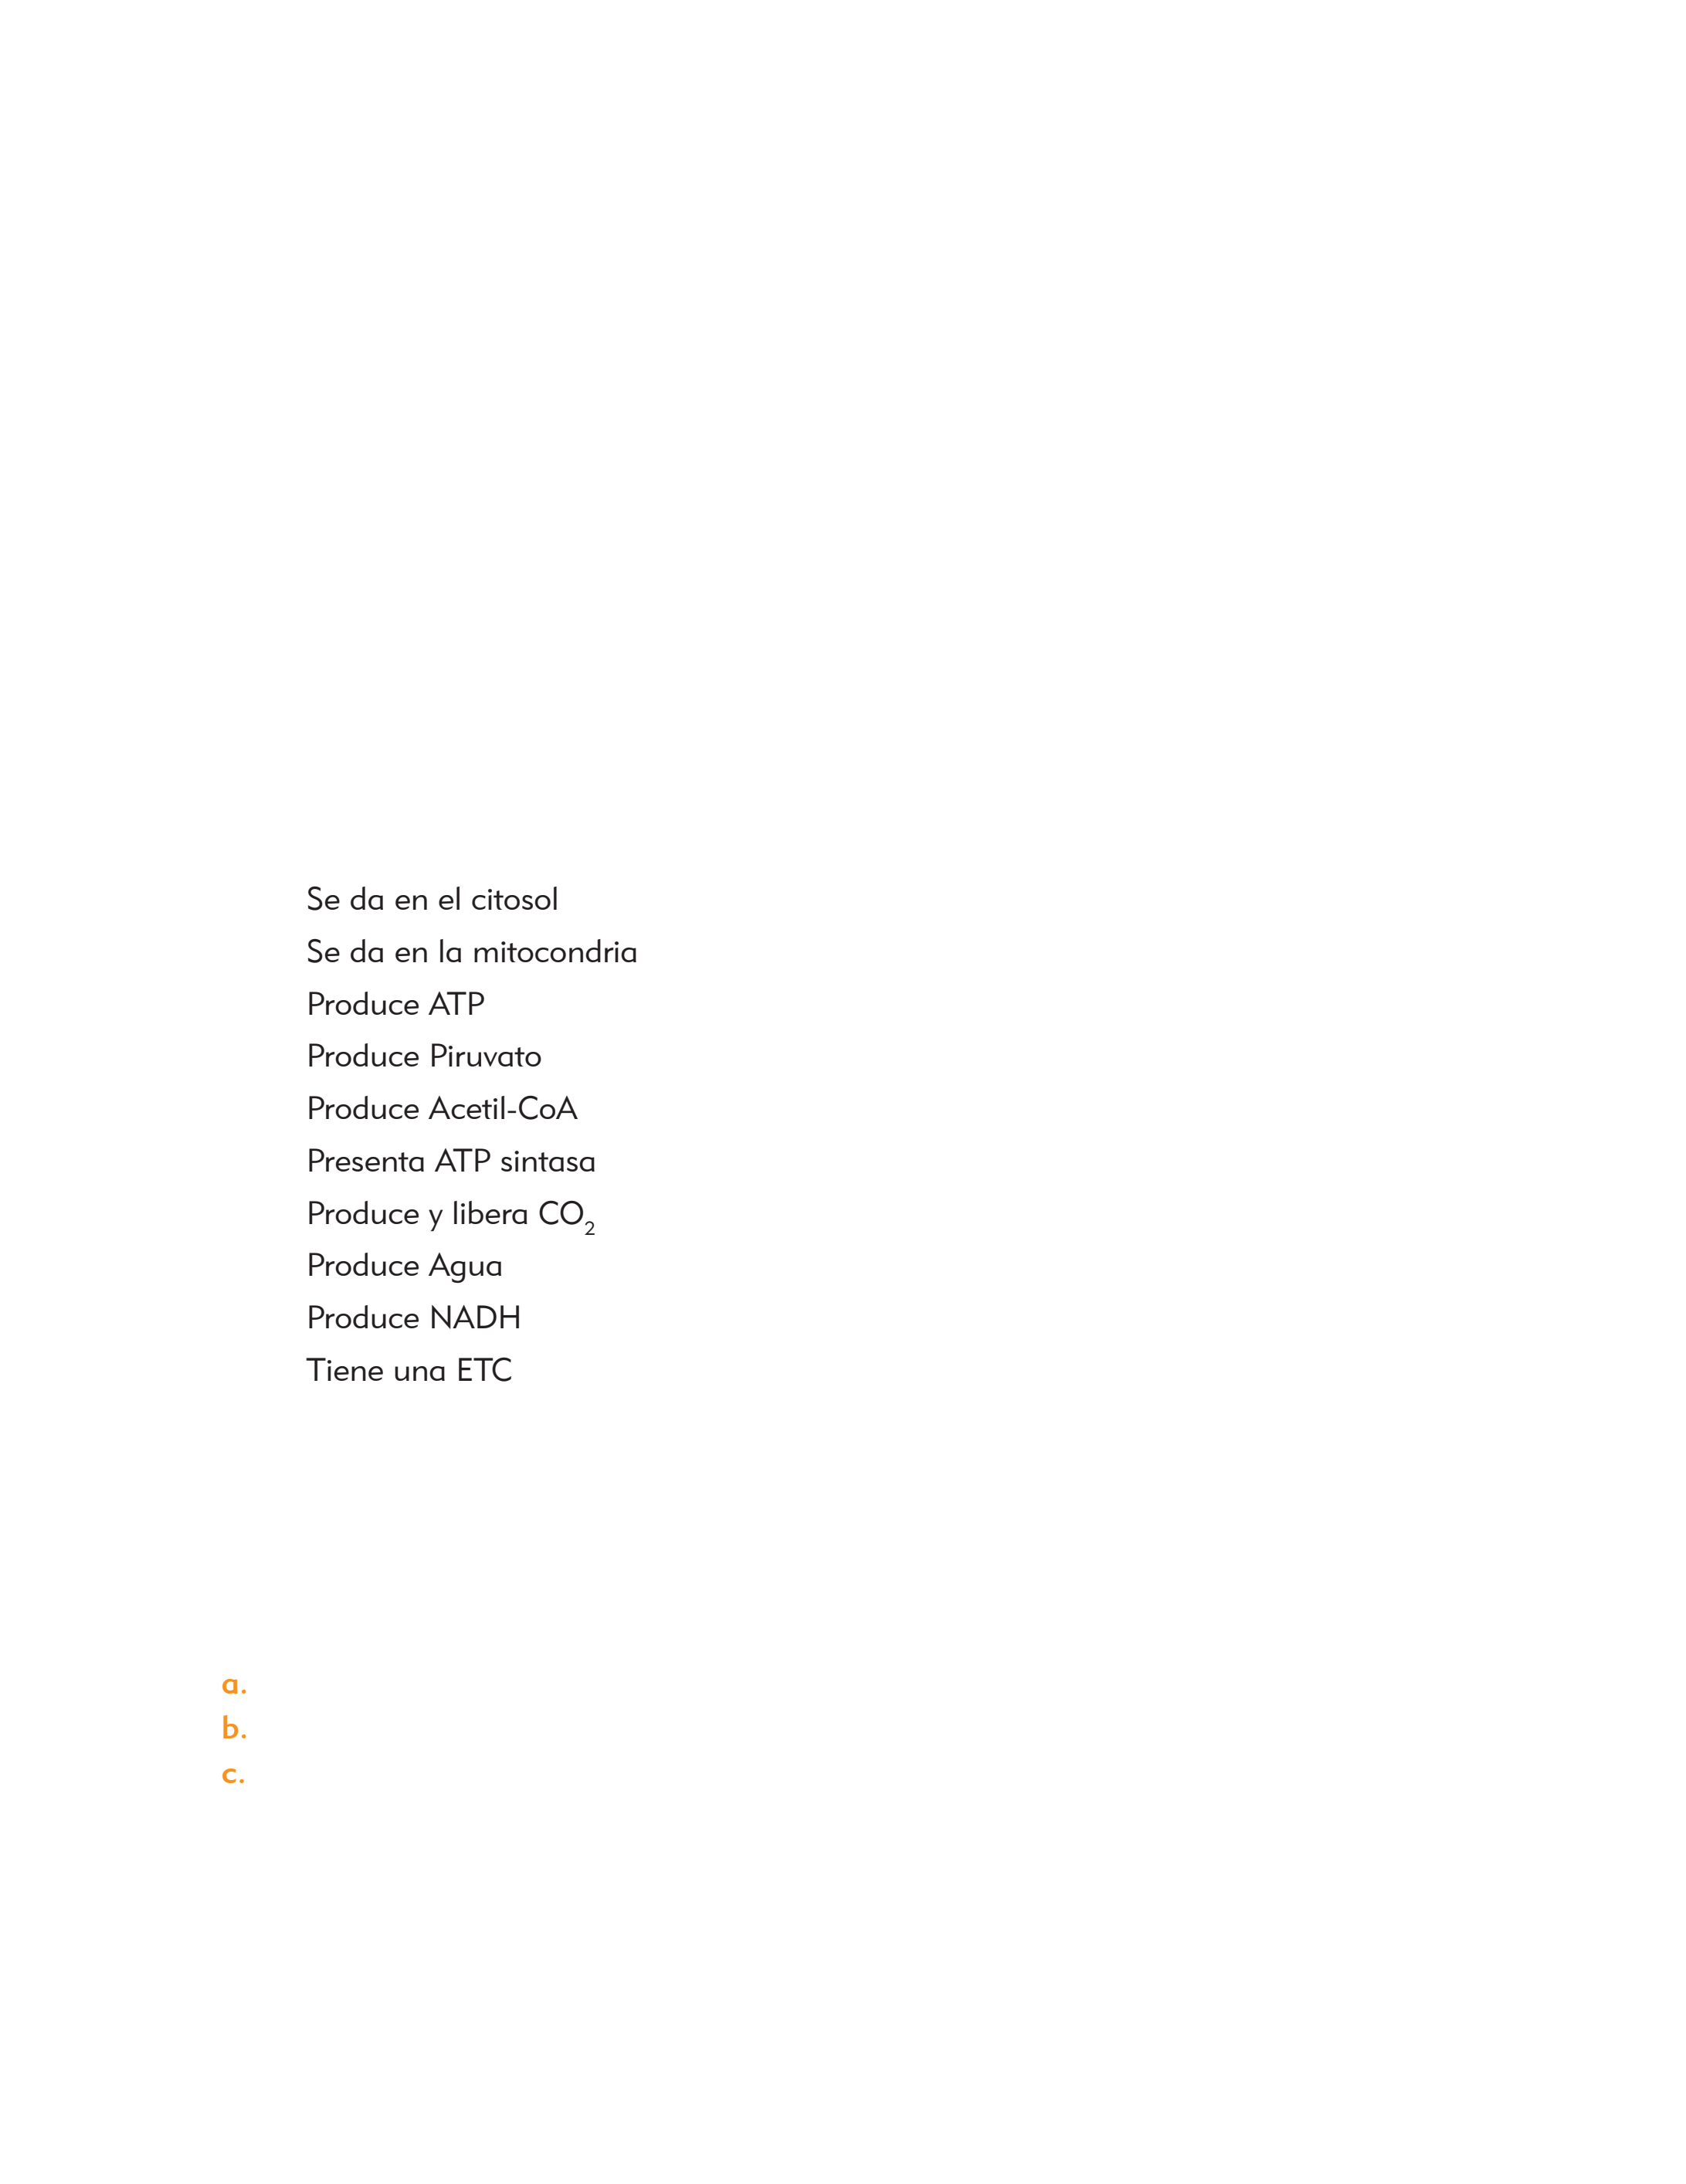 Se da en el citosol
Se da en la mitocondria
Produce ATP
Produce Piruvato
Produce Acetil-CoA
Presenta ATP sintasa
Produce y libera CO₂
Produce Agua
Produce NADH
Tiene una ETC
a.
b.
c.